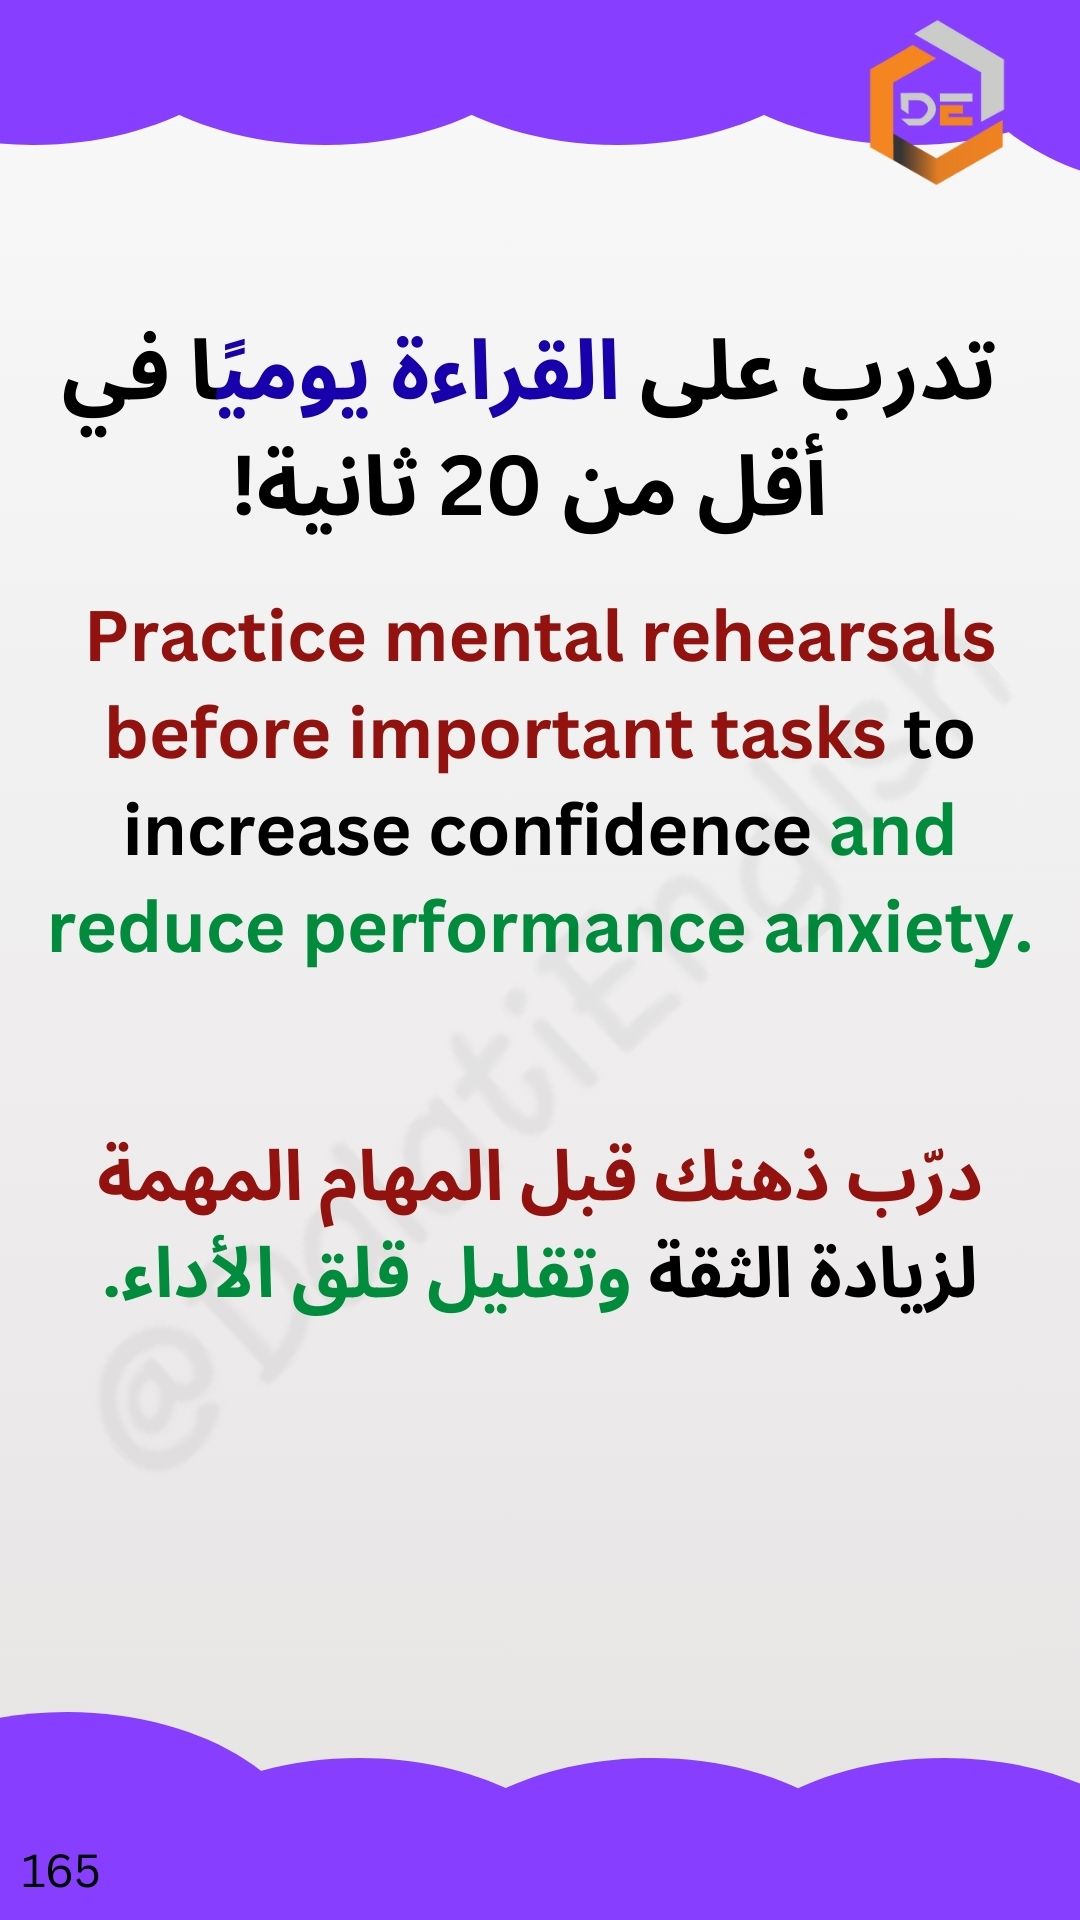 DE
تدرب على القراءة يوميًا في
أقل من 20 ثانية!
Practice mental rehearsals
before important tasks to
increase confidence and
reduce performance anxiety.
درّب ذهنك قبل المهام المهمة
لزيادة الثقة وتقليل قلق الأداء.
@DalatiEnglish
165